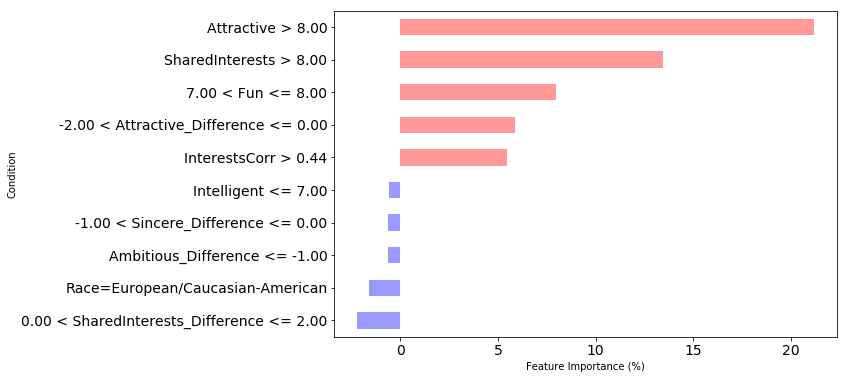 Attractive > 8.00
SharedInterests > 8.00
7.00 < Fun <= 8.00
-2.00 < Attractive_Difference <= 0.00
InterestsCorr > 0.44
Intelligent <= 7.00
-1.00 < Sincere_Difference <= 0.00
Ambitious_Difference <= -1.00
Race=European/Caucasian-American
0.00 < SharedInterests_Difference <= 2.00
Condition
0 5 10 15 20
Feature Importance (%)